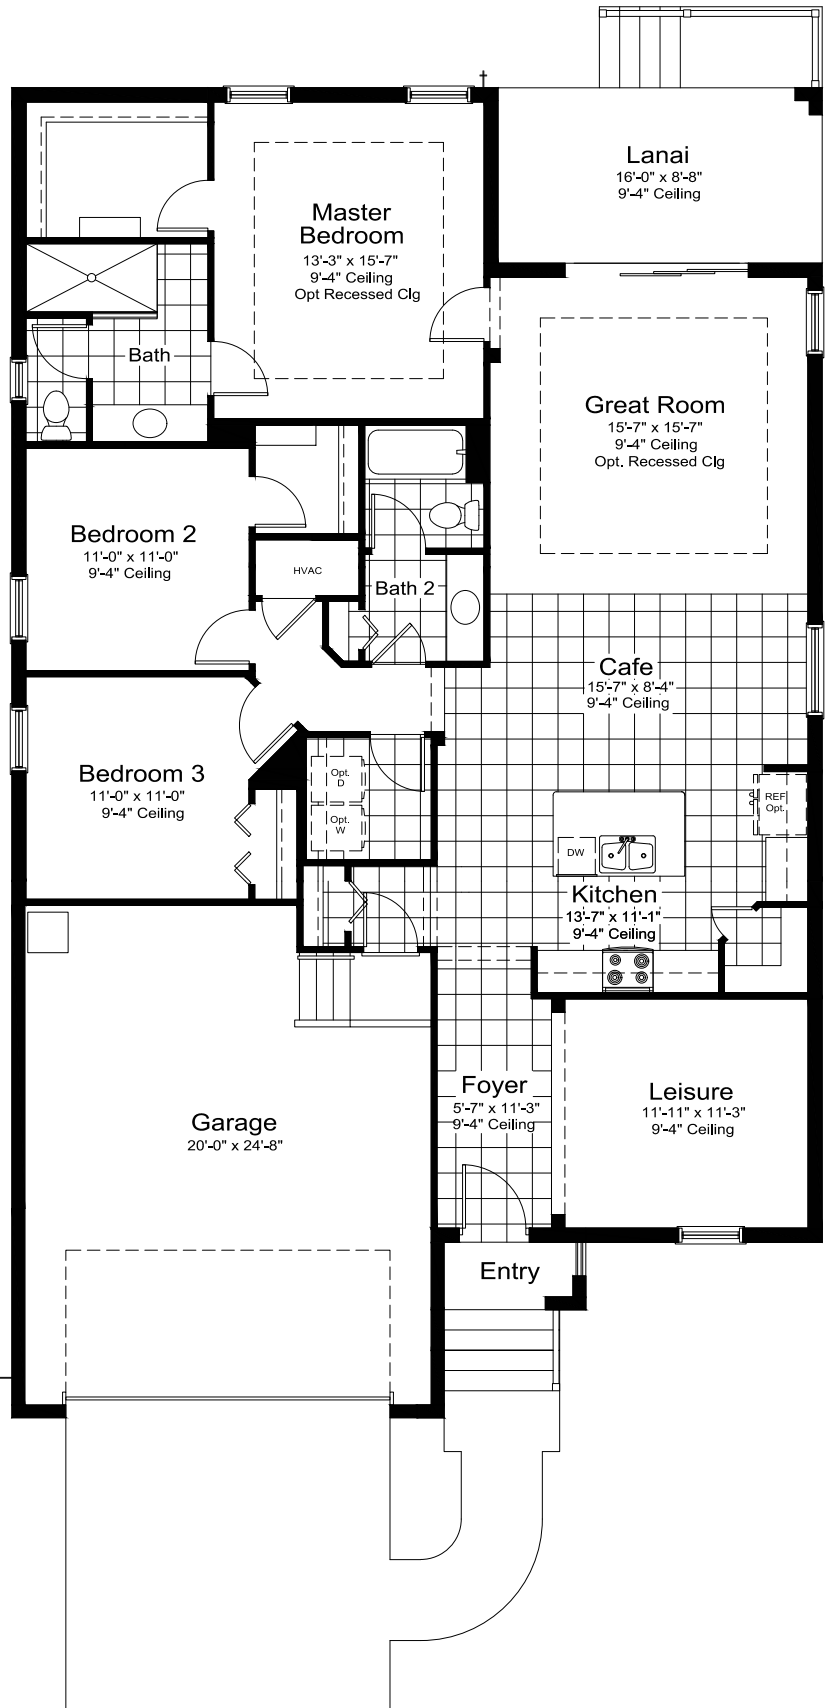 Lanai
16'-0" x 8'-8"
9'-4" Ceiling
Master
Bedroom
13'-3" x 15'-7"
9'-4" Ceiling
Opt Recessed Clg
Bath
Great Room
15'-7" x 15'-7"
9'-4" Ceiling
Opt. Recessed Clg
Bedroom 2
11'-0" x 11'-0"
9'-4" Ceiling
HVAC
Bath 2
Cafe
15'-7" x 8'-4"
9'-4" Ceiling
Bedroom 3
11'-0" x 11'-0"
9'-4" Ceiling
Opt.
D
Opt.
W
REF
Opt.
DW
Kitchen
13'-7" x 11'-1"
9'-4" Ceiling
Foyer
5'-7" x 11'-3"
9'-4" Ceiling
Leisure
11'-11" x 11'-3"
9'-4" Ceiling
Garage
20'-0" x 24'-8"
Entry